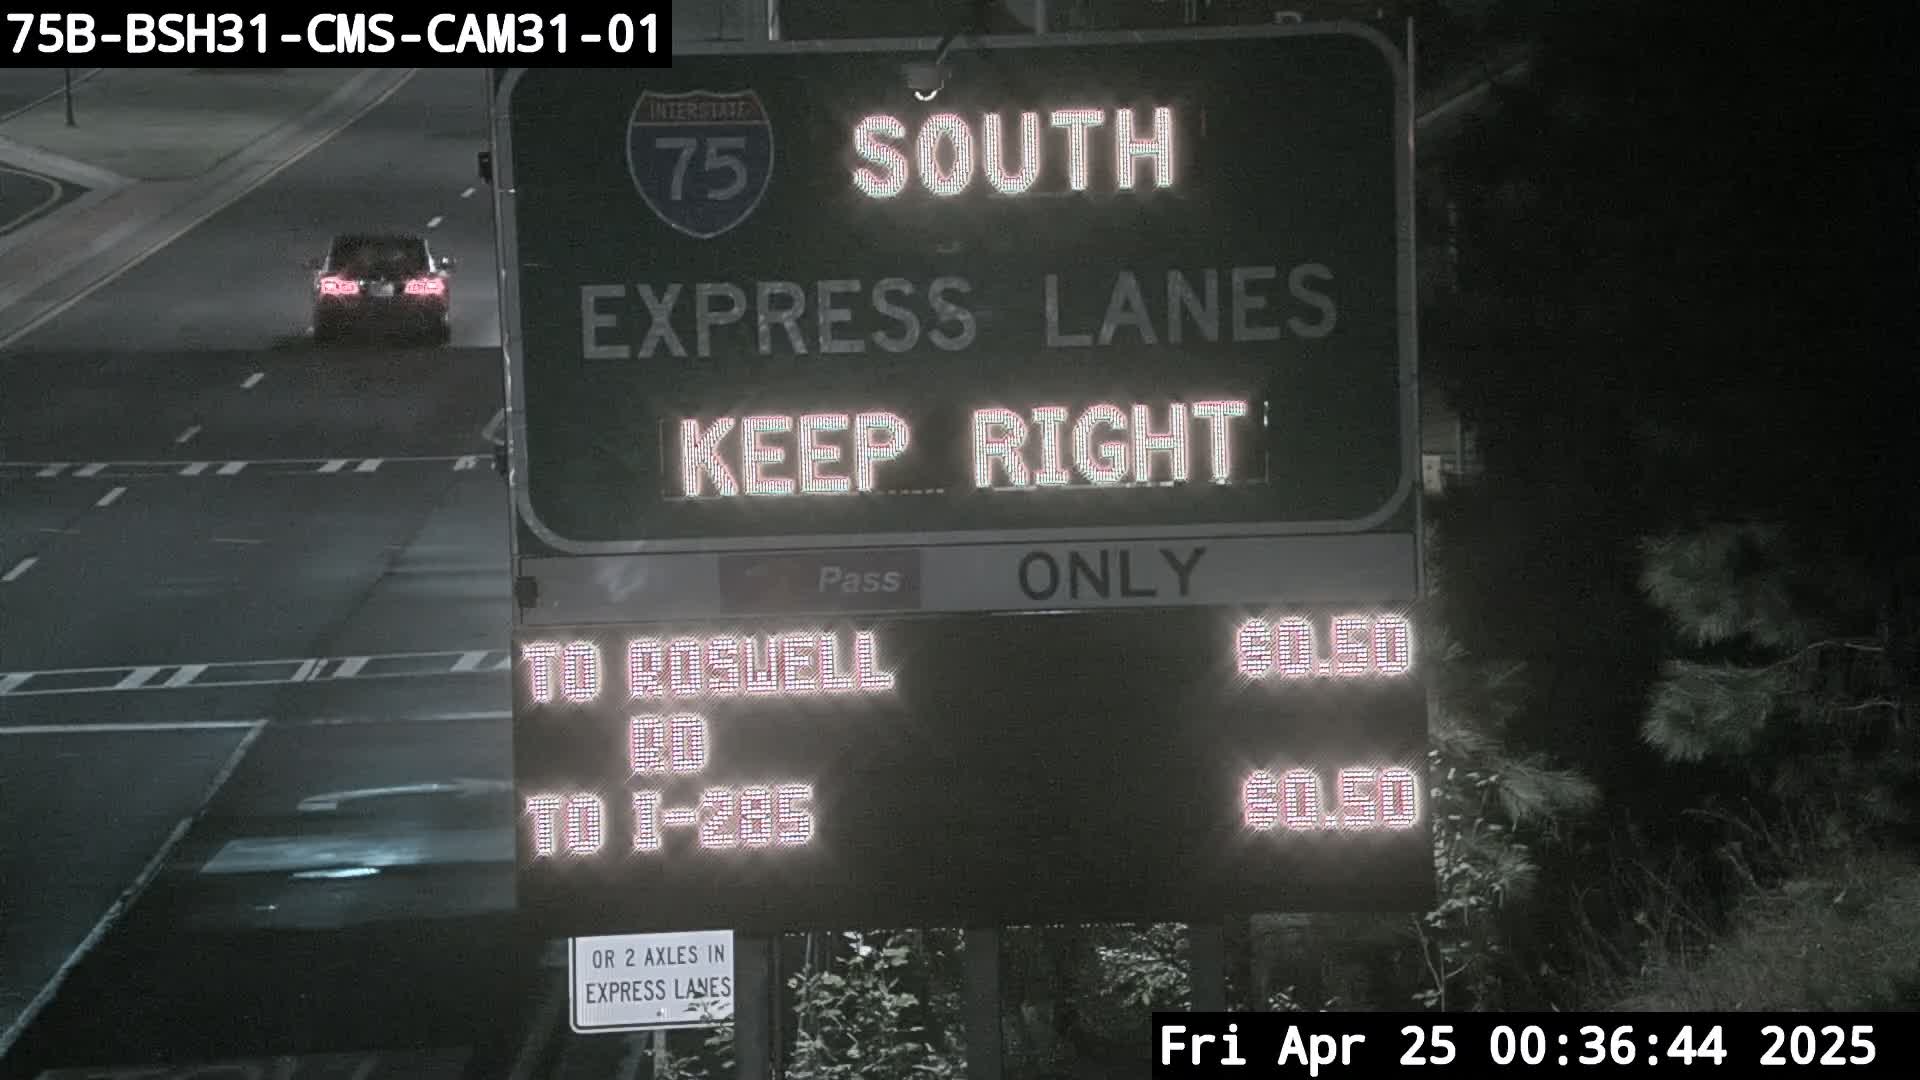 75B-BSH31-CMS-CAM31-01
INTERSTATE
75
SOUTH
EXPRESS LANES
KEEP RIGHT
Pass ONLY
TO ROSWELL $0.50
RD
TO I-285 $0.50
OR 2 AXLES IN
EXPRESS LANES
Fri Apr 25 00:36:44 2025